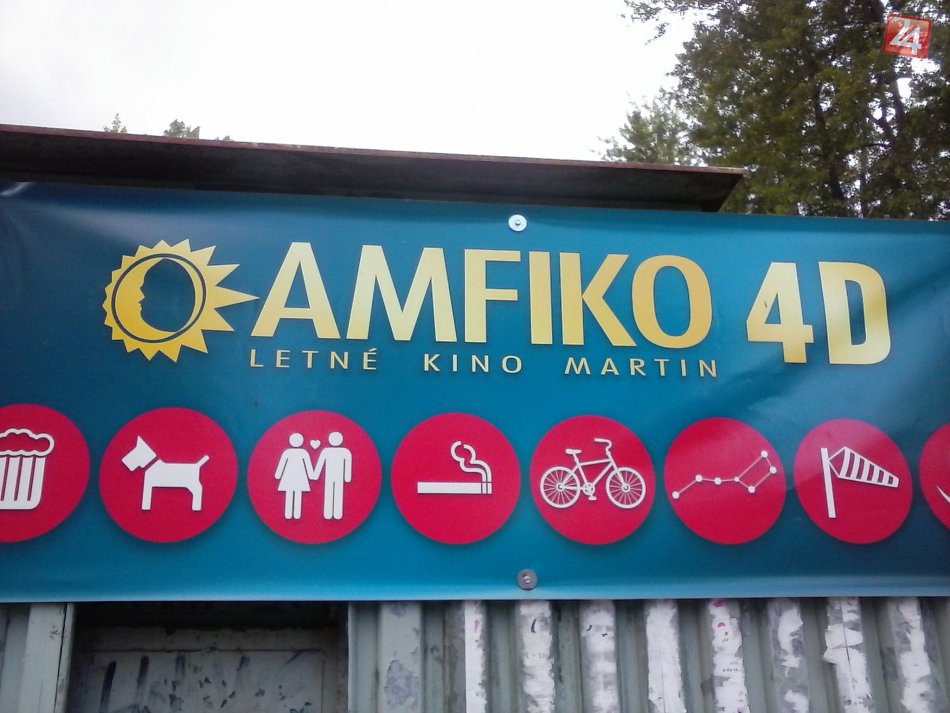 24
AMFIKO 4D
LETNÉ KINO MARTIN